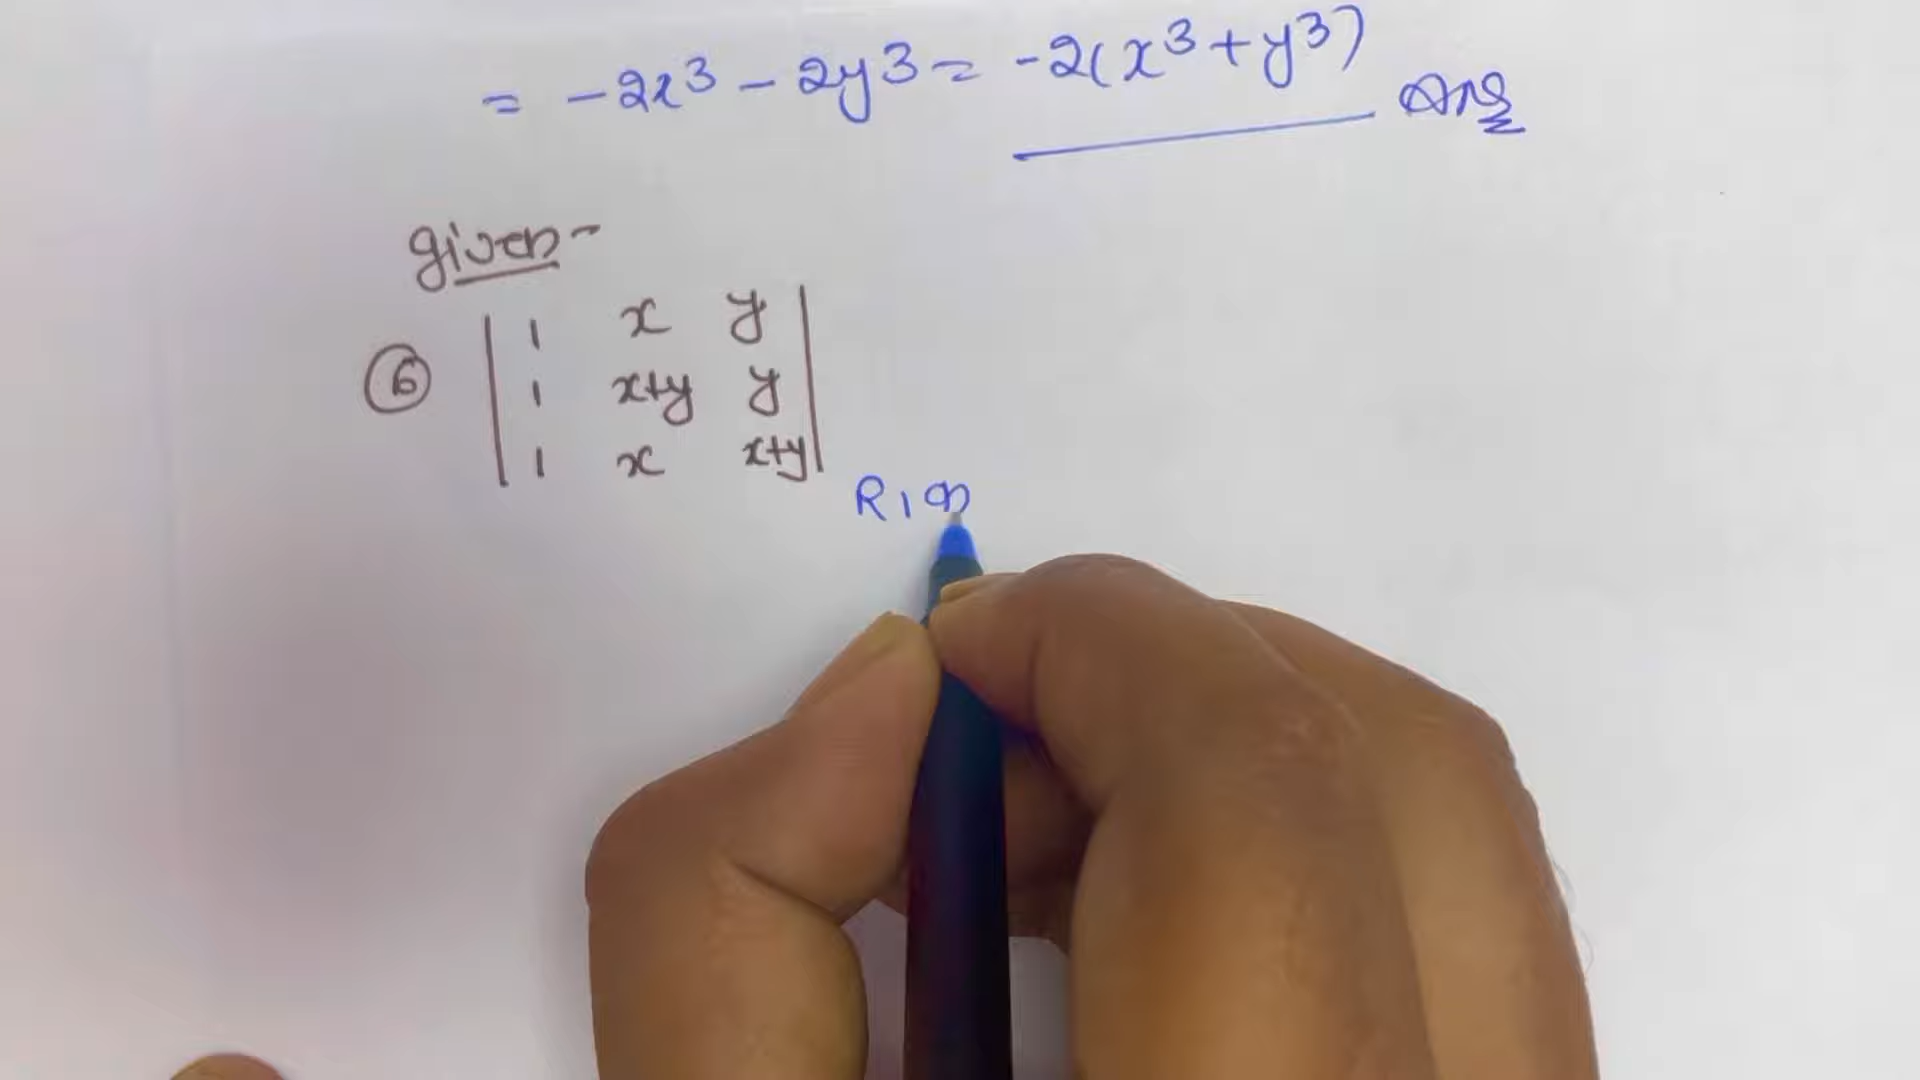 = -2x³ - 2y³ = -2(x³+y³) Ans
given-
6 | 1 x y |
| 1 x+y y |
| 1 x x+y |
R1